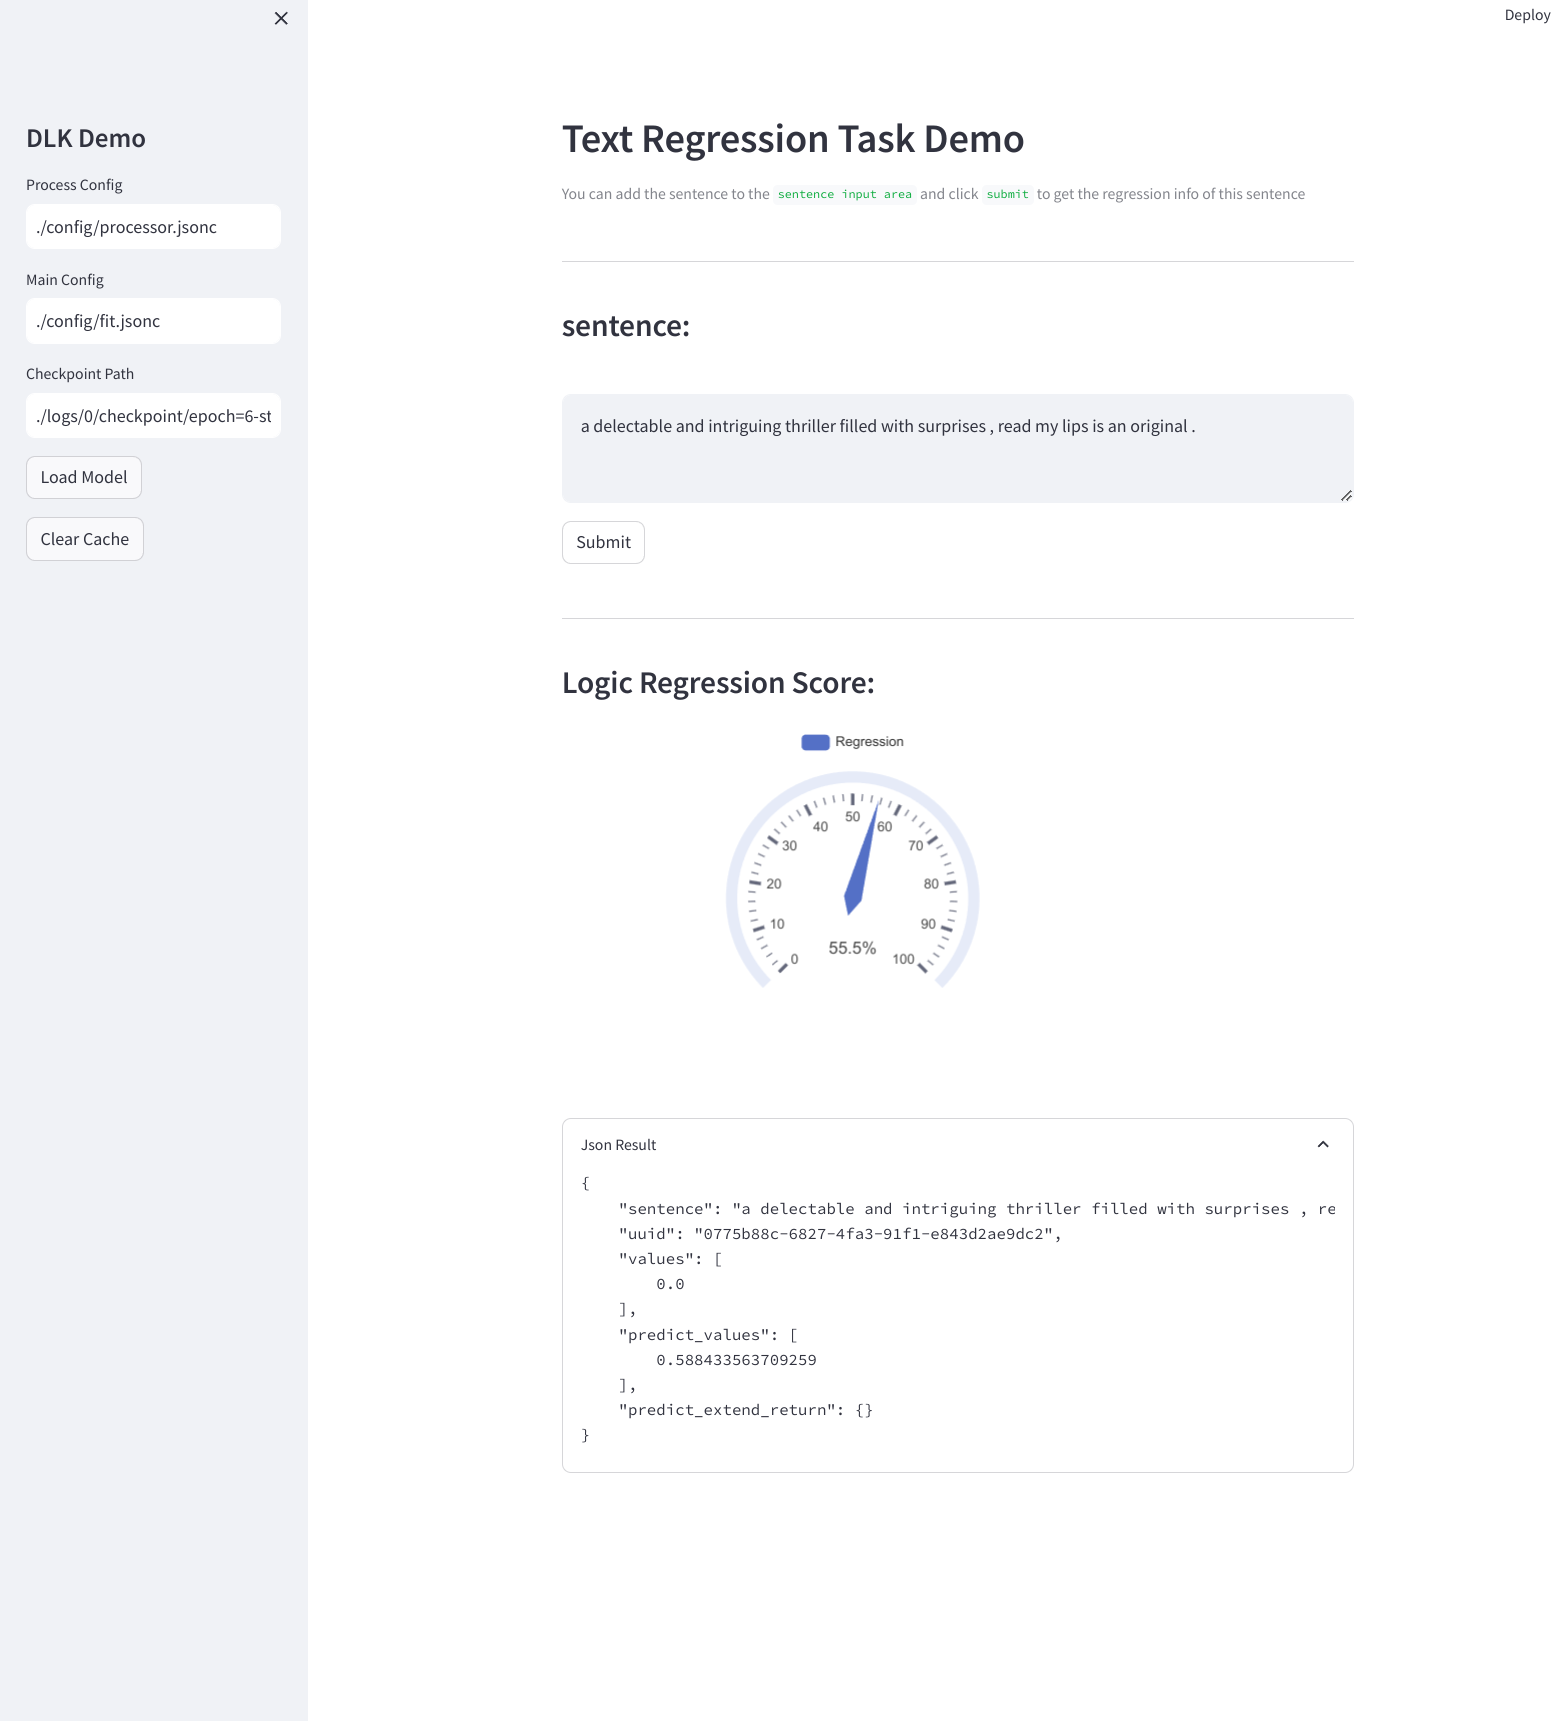 Deploy
DLK Demo
Process Config
./config/processor.jsonc
Main Config
./config/fit.jsonc
Checkpoint Path
./logs/0/checkpoint/epoch=6-st
Load Model
Clear Cache
Text Regression Task Demo
You can add the sentence to the sentence input area and click submit to get the regression info of this sentence
sentence:
a delectable and intriguing thriller filled with surprises , read my lips is an original .
Submit
Logic Regression Score:
Regression
0
10
20
30
40
50
60
70
80
90
100
55.5%
Json Result
{
"sentence": "a delectable and intriguing thriller filled with surprises , re
"uuid": "0775b88c-6827-4fa3-91f1-e843d2ae9dc2",
"values": [
0.0
],
"predict_values": [
0.588433563709259
],
"predict_extend_return": {}
}